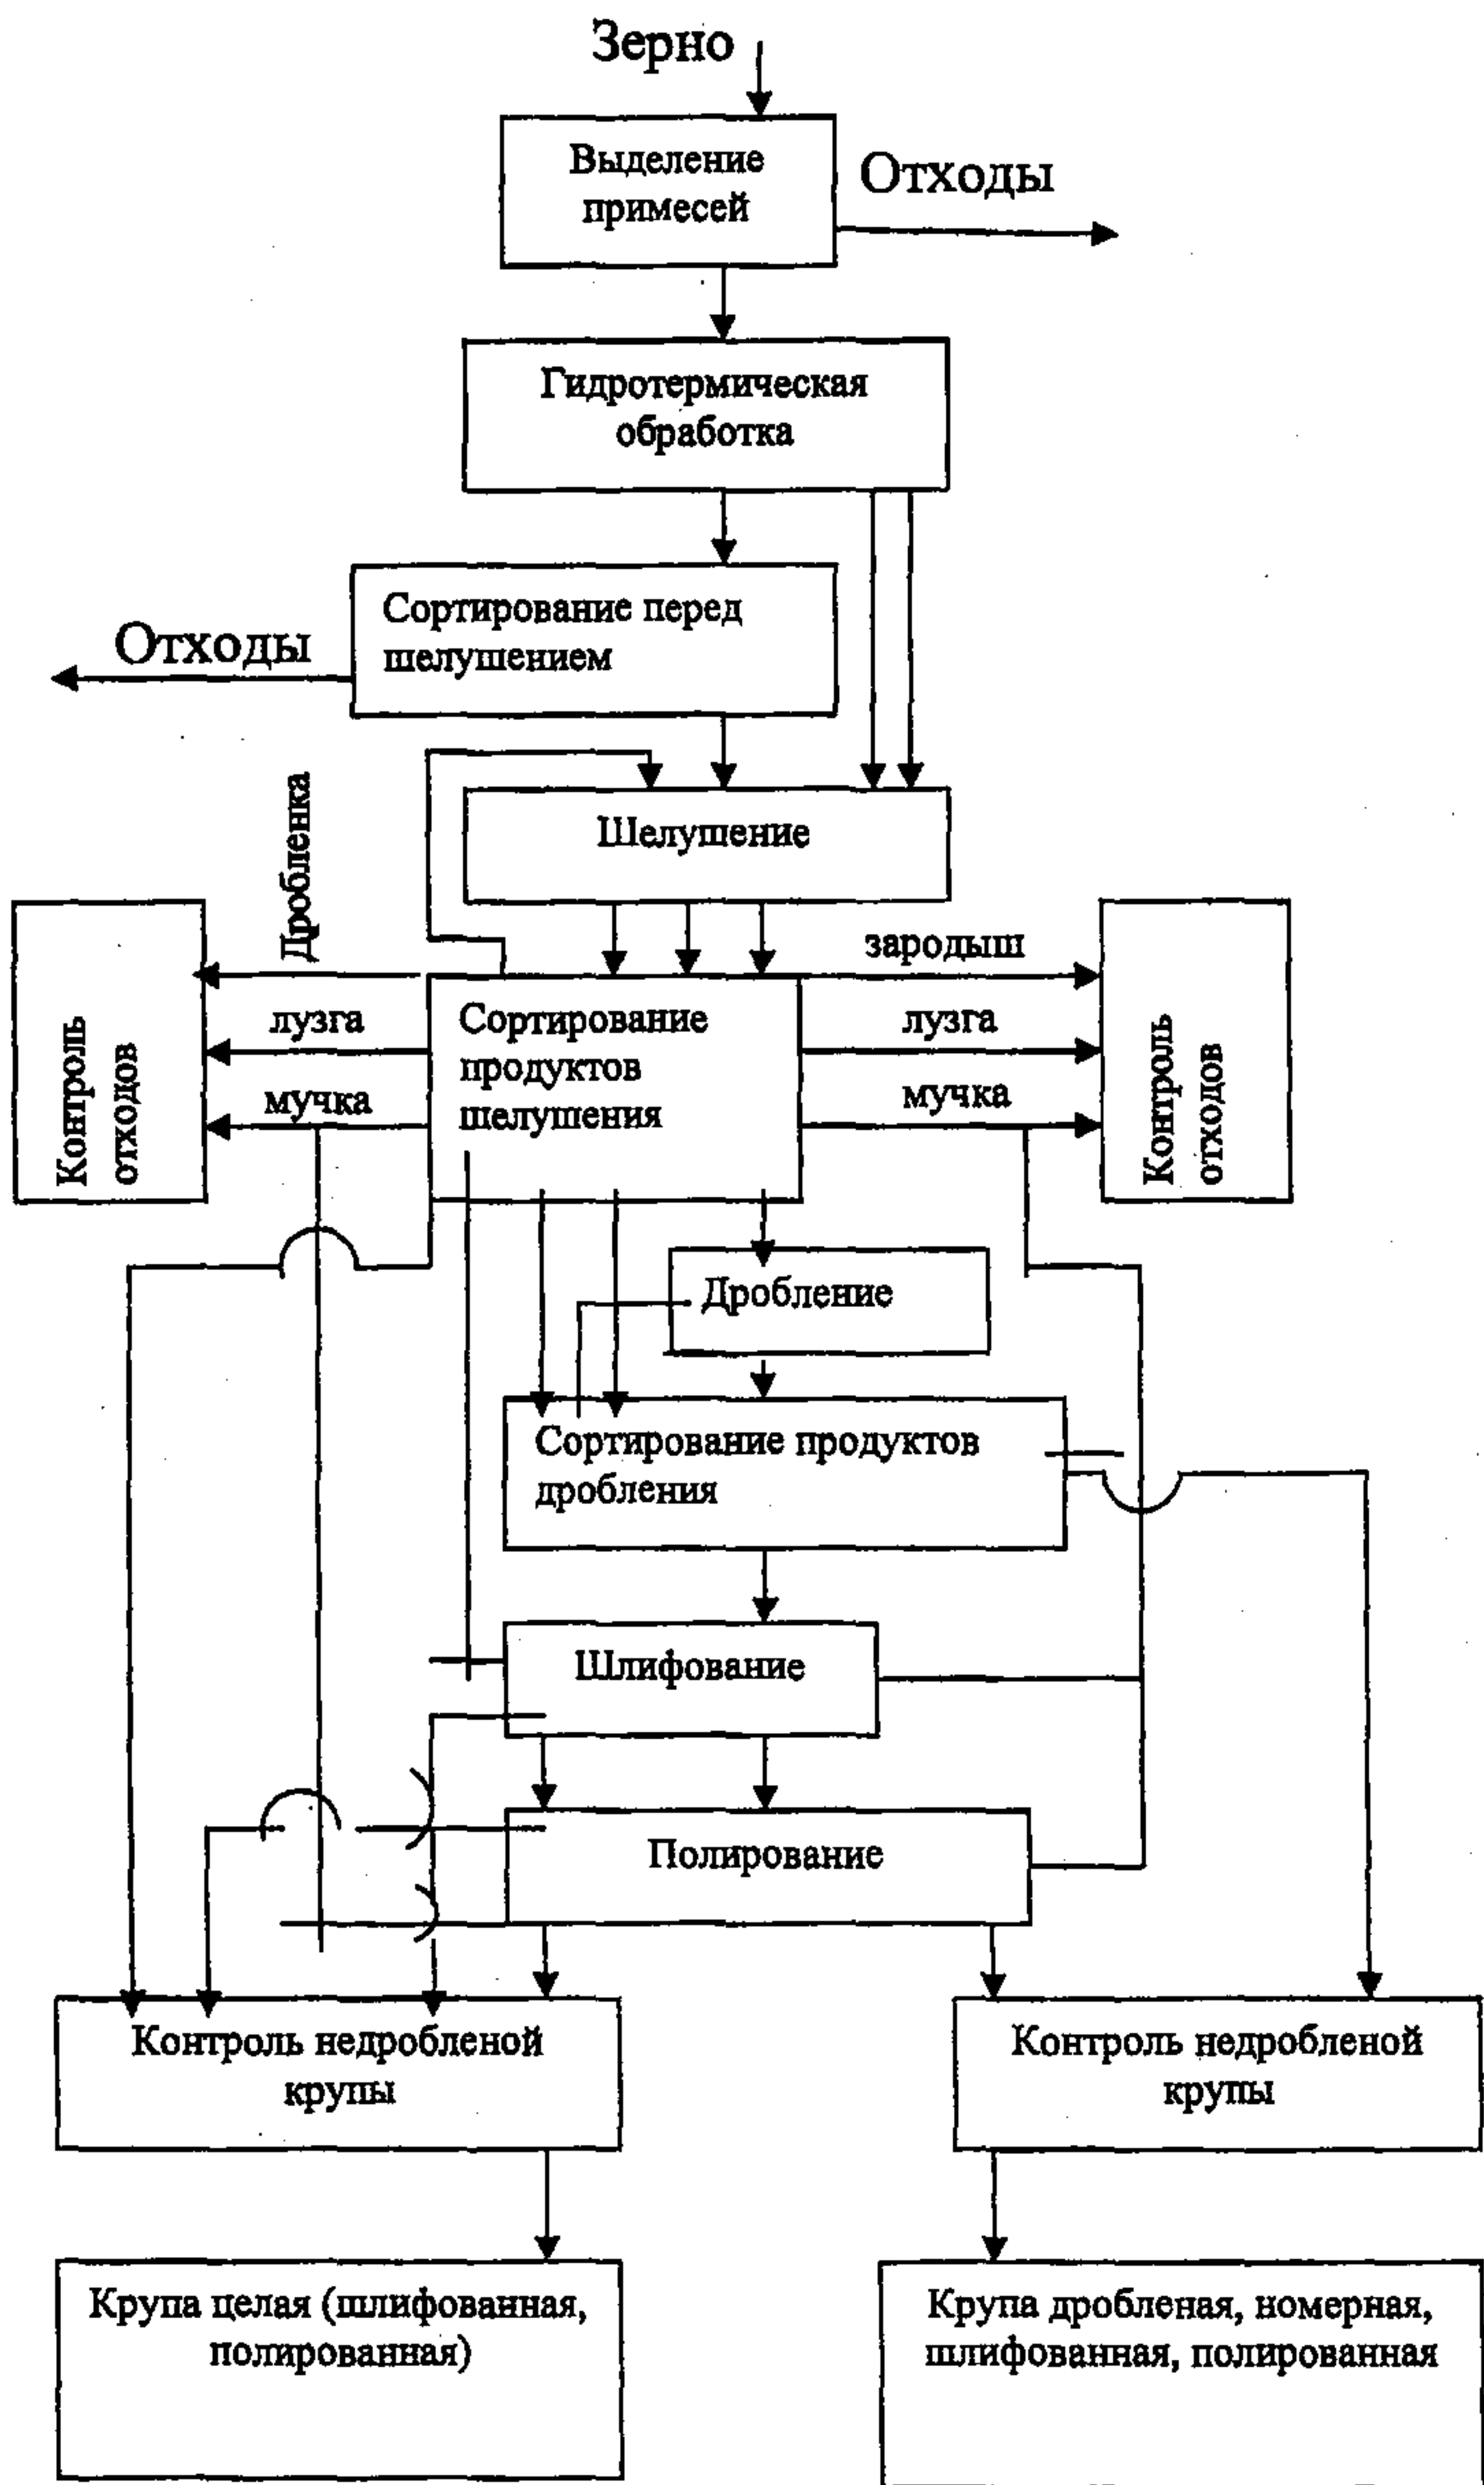 Зерно
Выделение
примесей
Отходы
Гидротермическая
обработка
Сортирование перед
шелушением
Отходы
Шелушение
Дробленка
зародыш
лузга
мучка
Сортирование
продуктов
шелушения
лузга
мучка
Контроль
отходов
Контроль
отходов
Дробление
Сортирование продуктов
дробления
Шлифование
Полирование
Контроль недробленой
крупы
Контроль недробленой
крупы
Крупа целая (шлифованная,
полированная)
Крупа дробленая, номерная,
шлифованная, полированная